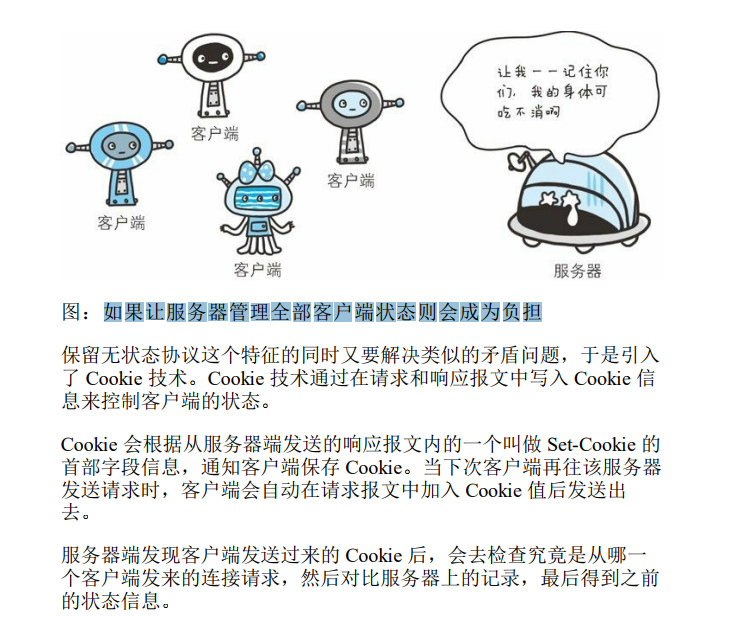 让我一一记住你
们，我的身体可
吃不消啊
客户端
客户端
客户端
客户端
服务器
图：如果让服务器管理全部客户端状态则会成为负担
保留无状态协议这个特征的同时又要解决类似的矛盾问题，于是引入
了 Cookie 技术。Cookie 技术通过在请求和响应报文中写入 Cookie 信
息来控制客户端的状态。
Cookie 会根据从服务器端发送的响应报文内的一个叫做 Set-Cookie 的
首部字段信息，通知客户端保存 Cookie。当下次客户端再往该服务器
发送请求时，客户端会自动在请求报文中加入 Cookie 值后发送出
去。
服务器端发现客户端发送过来的 Cookie 后，会去检查究竟是从哪一
个客户端发来的连接请求，然后对比服务器上的记录，最后得到之前
的状态信息。